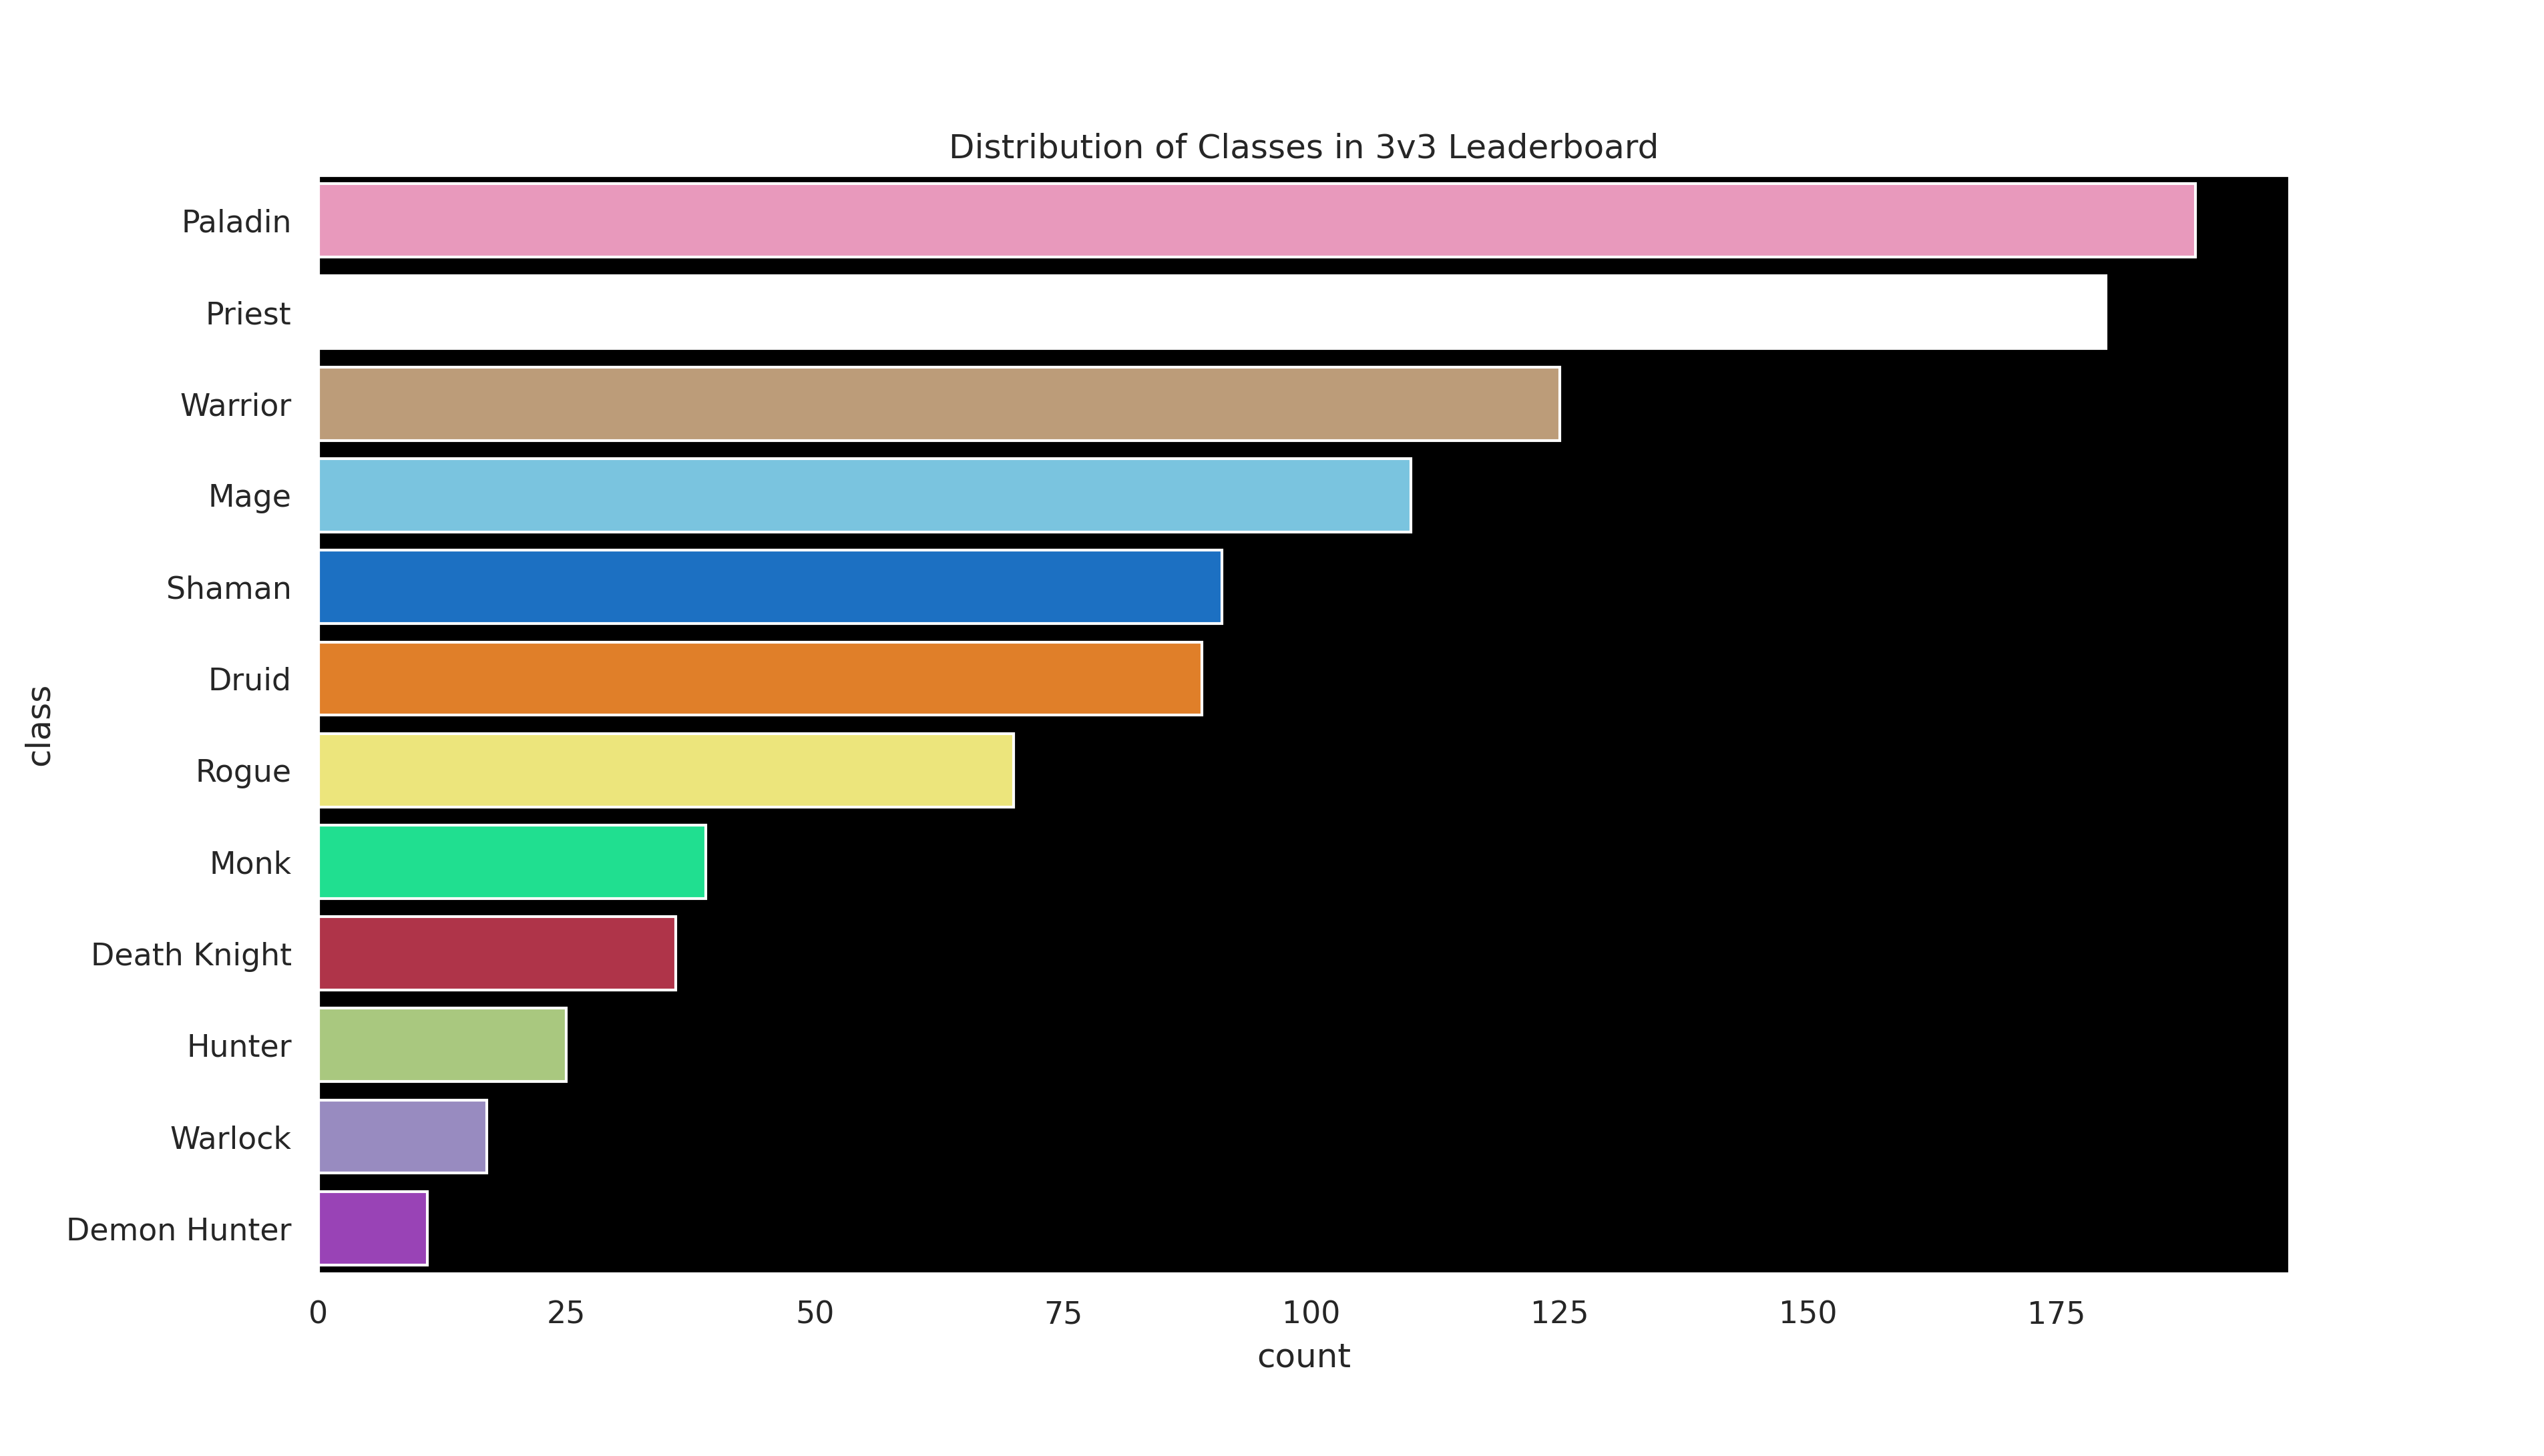 Distribution of Classes in 3v3 Leaderboard
Paladin
Priest
Warrior
Mage
Shaman
Druid
Rogue
Monk
Death Knight
Hunter
Warlock
Demon Hunter
class
0 25 50 75 100 125 150 175
count